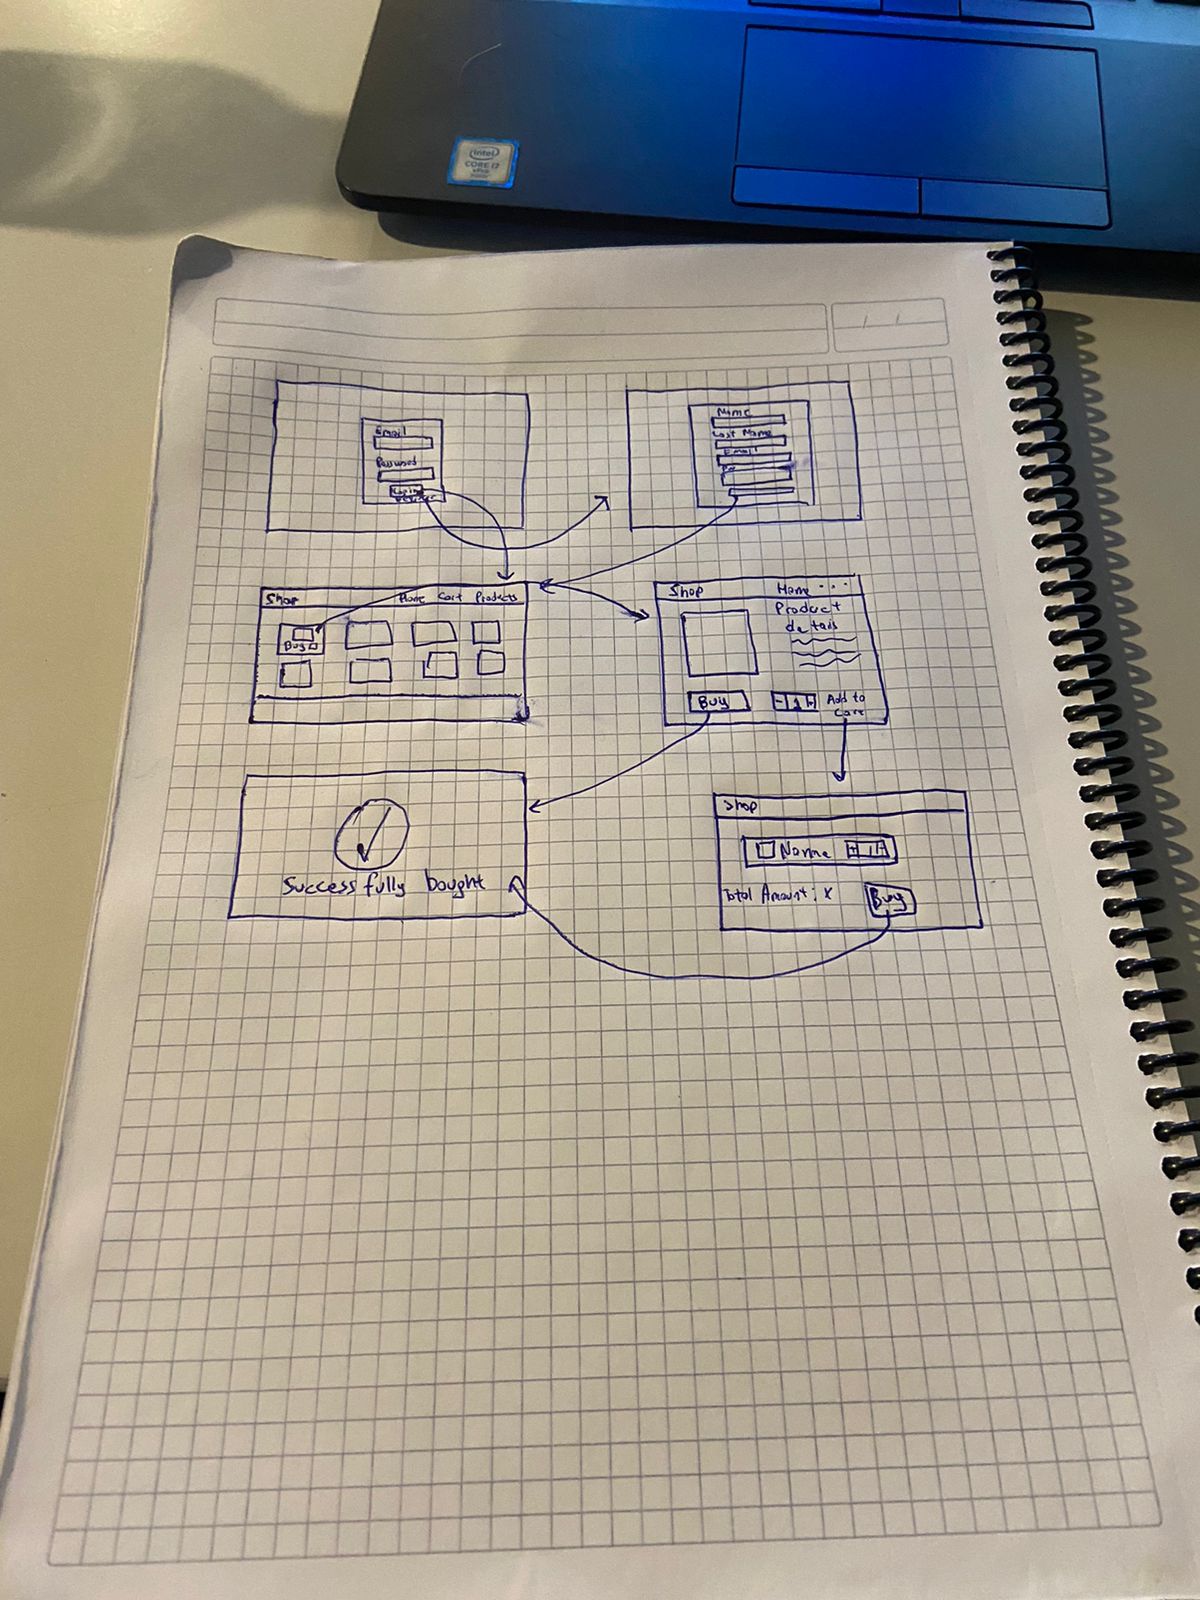 intel
CORE i7
vPro
Email
Password
Login
Register
Name
Last Name
Email
Pa
Shop
Home Cart Products
Buy
Shop
Home ...
Product
details
Buy
- 1 +
Add to
Cart
Successfully bought
Shop
Name
+ 1 +
Total Amount: x
Buy